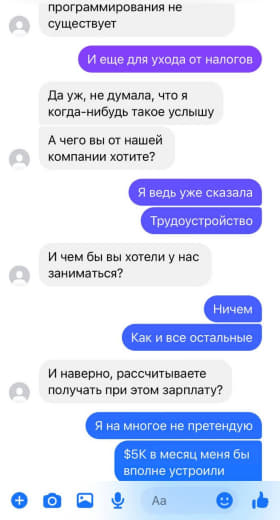 программирования не
существует
И еще для ухода от налогов
Да уж, не думала, что я
когда-нибудь такое услышу
А чего вы от нашей
компании хотите?
Я ведь уже сказала
Трудоустройство
И чем бы вы хотели у нас
заниматься?
Ничем
Как и все остальные
И наверно, рассчитываете
получать при этом зарплату?
Я на многое не претендую
$5K в месяц меня бы
вполне устроили
Aa